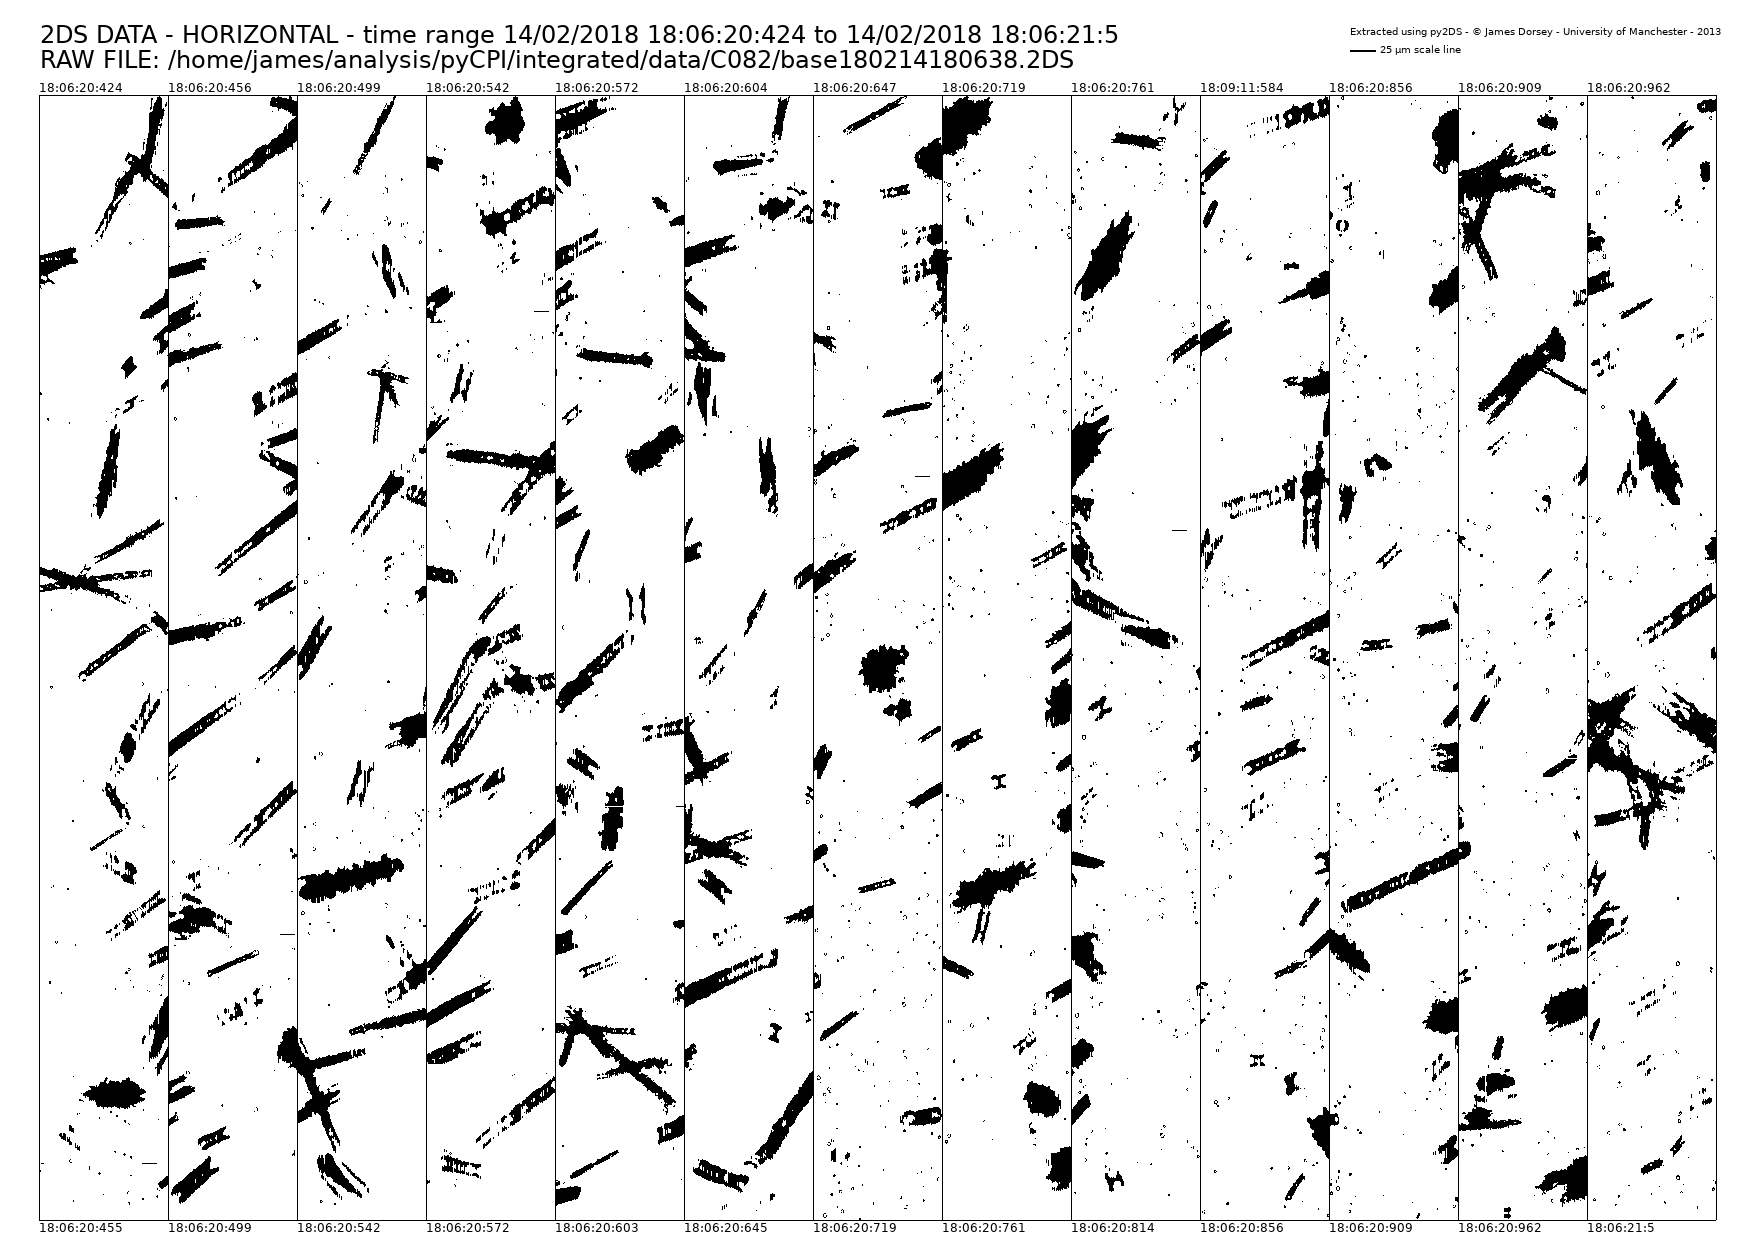 2DS DATA - HORIZONTAL - time range 14/02/2018 18:06:20:424 to 14/02/2018 18:06:21:5
RAW FILE: /home/james/analysis/pyCPI/integrated/data/C082/base180214180638.2DS
Extracted using py2DS - © James Dorsey - University of Manchester - 2013
25 µm scale line
18:06:20:424 18:06:20:456 18:06:20:499 18:06:20:542 18:06:20:572 18:06:20:604 18:06:20:647 18:06:20:719 18:06:20:761 18:09:11:584 18:06:20:856 18:06:20:909 18:06:20:962
18:06:20:455 18:06:20:499 18:06:20:542 18:06:20:572 18:06:20:603 18:06:20:645 18:06:20:719 18:06:20:761 18:06:20:814 18:06:20:856 18:06:20:909 18:06:20:962 18:06:21:5